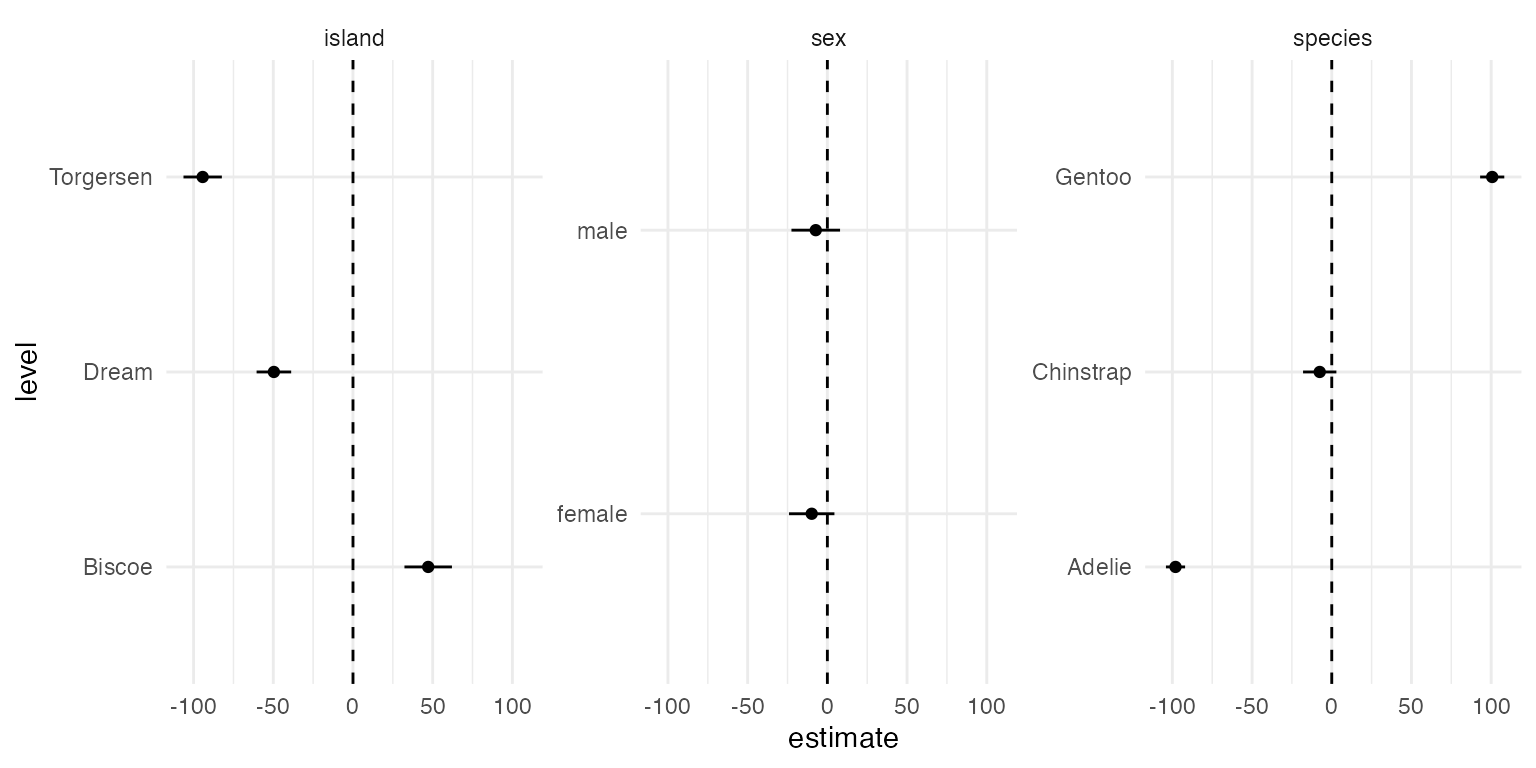 island
sex
species
level
Torgersen
Dream
Biscoe
male
female
Gentoo
Chinstrap
Adelie
-100 -50 0 50 100
-100 -50 0 50 100
-100 -50 0 50 100
estimate